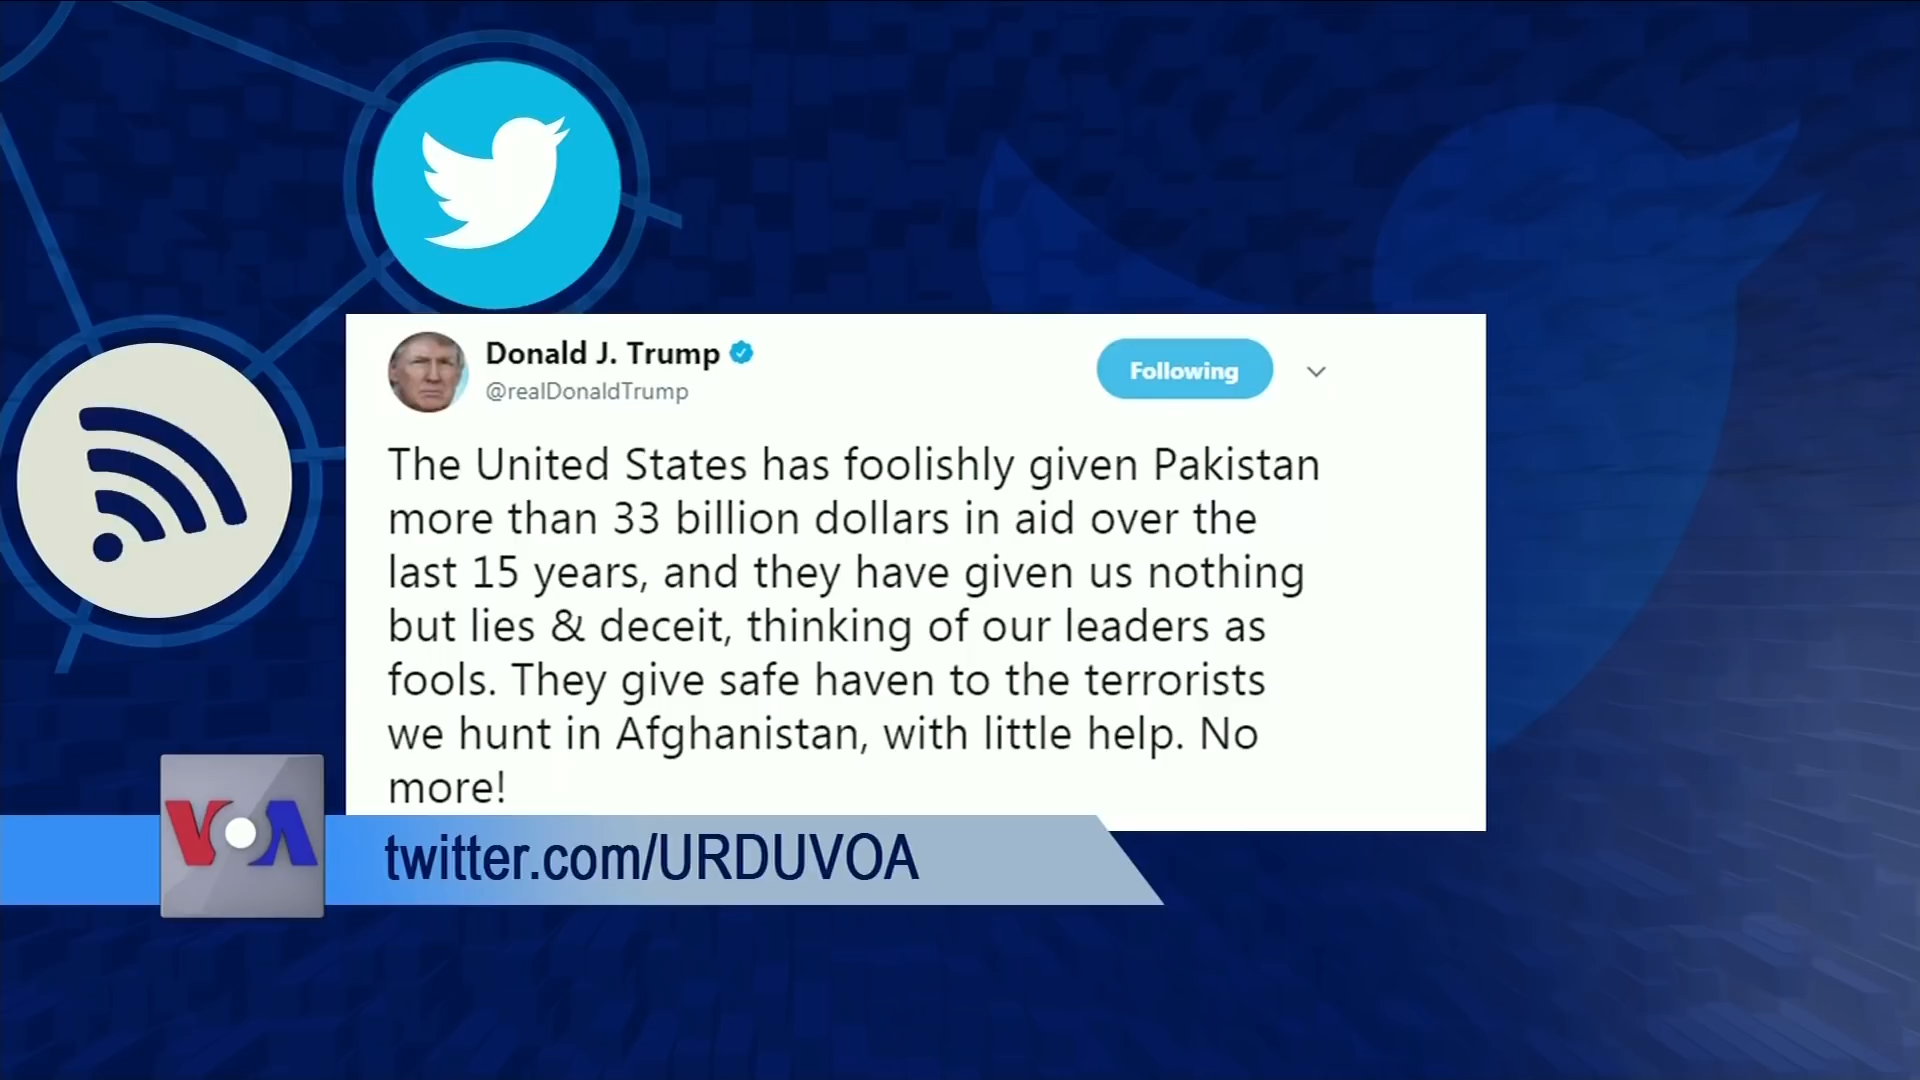 Donald J. Trump
@realDonaldTrump
Following
The United States has foolishly given Pakistan
more than 33 billion dollars in aid over the
last 15 years, and they have given us nothing
but lies & deceit, thinking of our leaders as
fools. They give safe haven to the terrorists
we hunt in Afghanistan, with little help. No
more!
VOA
twitter.com/URDUVOA